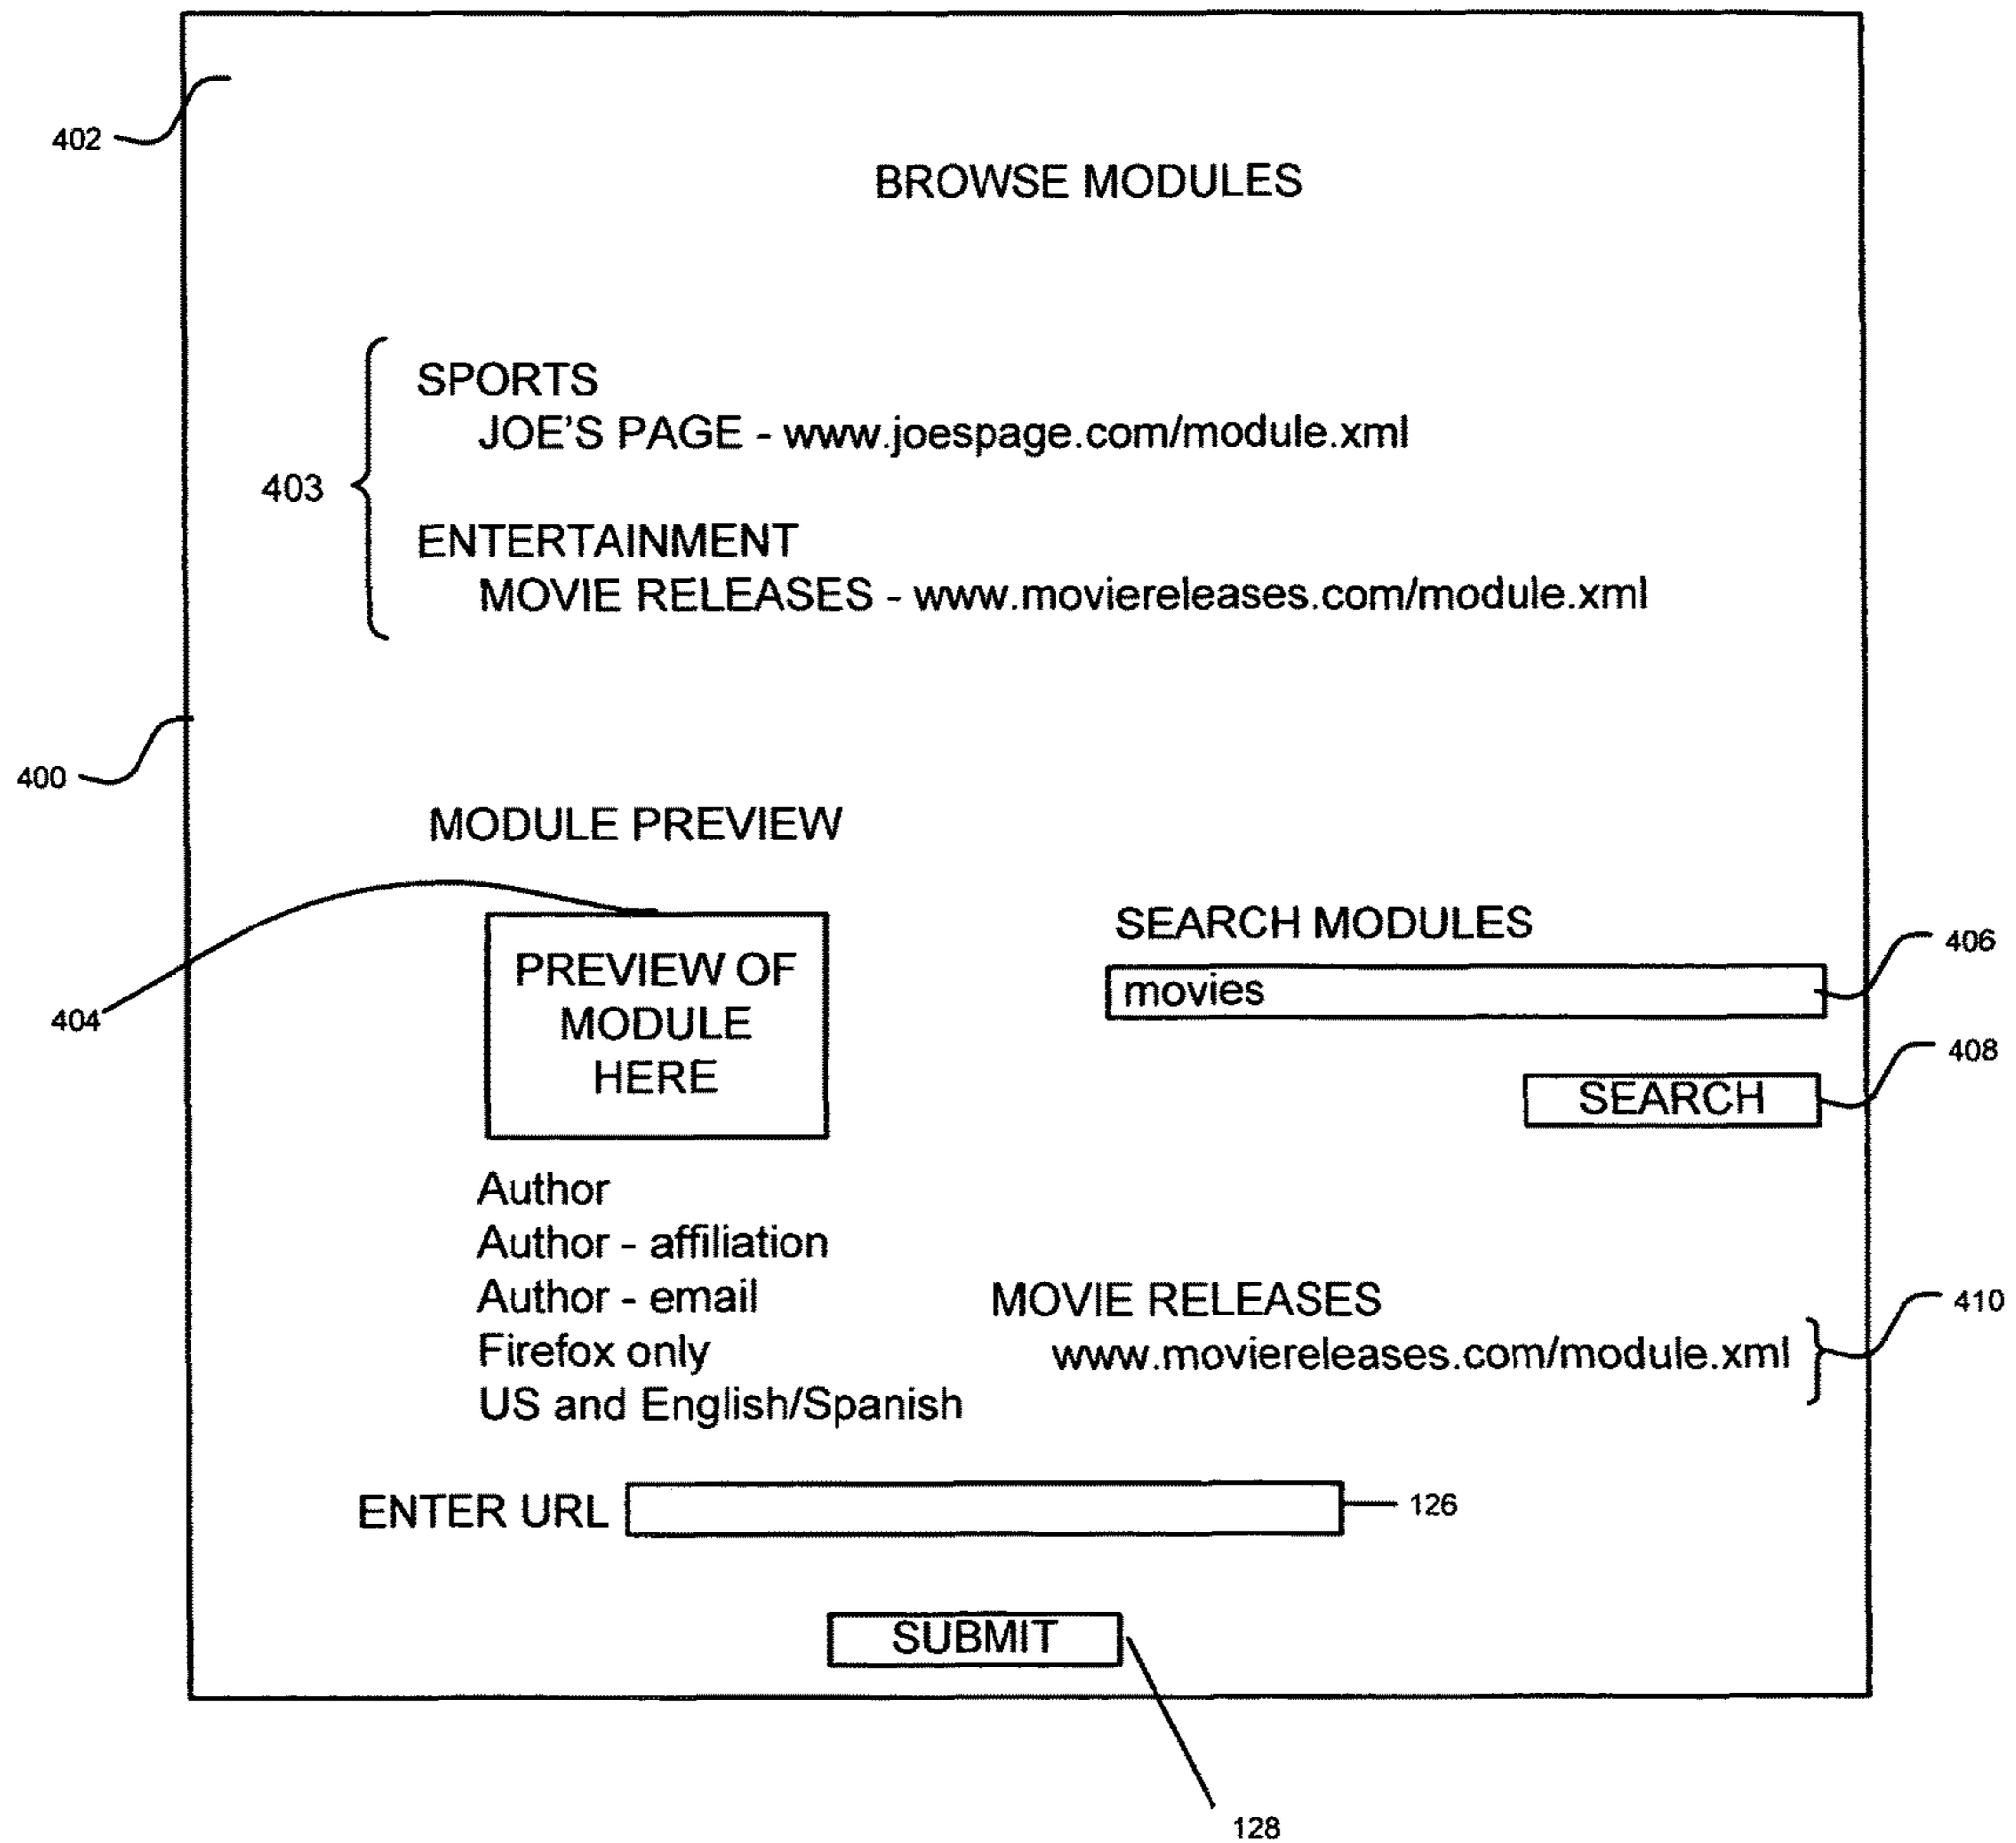 402
BROWSE MODULES
403
SPORTS
JOE'S PAGE - www.joespage.com/module.xml
ENTERTAINMENT
MOVIE RELEASES - www.moviereleases.com/module.xml
400
MODULE PREVIEW
404
PREVIEW OF
MODULE
HERE
SEARCH MODULES
movies
406
SEARCH
408
Author
Author - affiliation
Author - email
Firefox only
US and English/Spanish
MOVIE RELEASES
www.moviereleases.com/module.xml
410
ENTER URL
126
SUBMIT
128